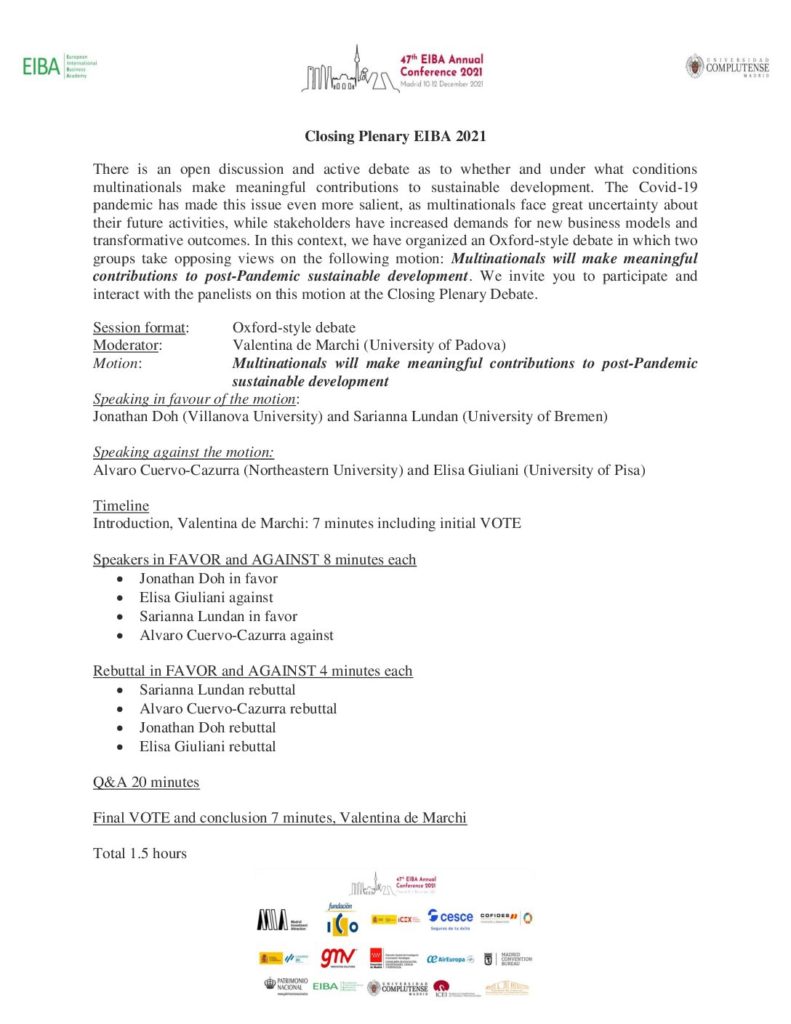 EIBA European International Business Academy
47th EIBA Annual
Conference 2021
Madrid 10-12 December 2021
UNIVERSIDAD
COMPLUTENSE
MADRID
Closing Plenary EIBA 2021
There is an open discussion and active debate as to whether and under what conditions
multinationals make meaningful contributions to sustainable development. The Covid-19
pandemic has made this issue even more salient, as multinationals face great uncertainty about
their future activities, while stakeholders have increased demands for new business models and
transformative outcomes. In this context, we have organized an Oxford-style debate in which two
groups take opposing views on the following motion: Multinationals will make meaningful
contributions to post-Pandemic sustainable development. We invite you to participate and
interact with the panelists on this motion at the Closing Plenary Debate.
Session format: Oxford-style debate
Moderator: Valentina de Marchi (University of Padova)
Motion: Multinationals will make meaningful contributions to post-Pandemic
sustainable development
Speaking in favour of the motion:
Jonathan Doh (Villanova University) and Sarianna Lundan (University of Bremen)
Speaking against the motion:
Alvaro Cuervo-Cazurra (Northeastern University) and Elisa Giuliani (University of Pisa)
Timeline
Introduction, Valentina de Marchi: 7 minutes including initial VOTE
Speakers in FAVOR and AGAINST 8 minutes each
• Jonathan Doh in favor
• Elisa Giuliani against
• Sarianna Lundan in favor
• Alvaro Cuervo-Cazurra against
Rebuttal in FAVOR and AGAINST 4 minutes each
• Sarianna Lundan rebuttal
• Alvaro Cuervo-Cazurra rebuttal
• Jonathan Doh rebuttal
• Elisa Giuliani rebuttal
Q&A 20 minutes
Final VOTE and conclusion 7 minutes, Valentina de Marchi
Total 1.5 hours
47th EIBA Annual
Conference 2021
fundación
ICO
ICEX
cesce
Seguros de tu éxito
COFIDES
gmv
AirEuropa
MADRID
CONVENTION
BUREAU
PATRIMONIO
NACIONAL
EIBA
COMPLUTENSE
ICEI